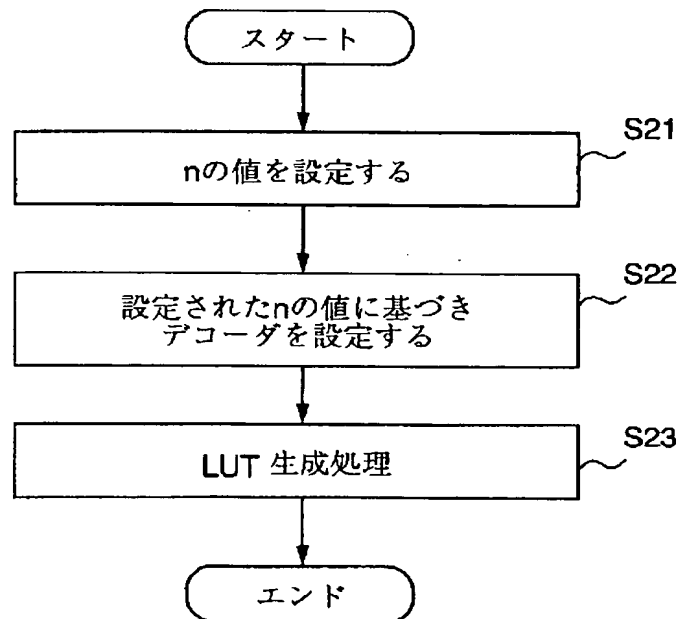 スタート
S21
nの値を設定する
S22
設定されたnの値に基づき
デコーダを設定する
S23
LUT 生成処理
エンド